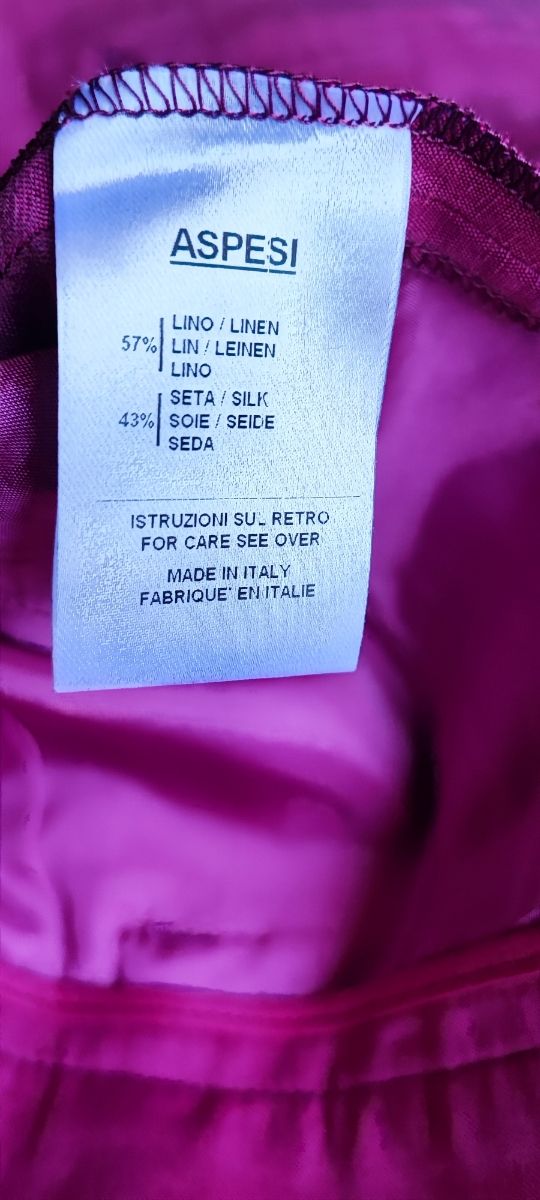 ASPESI
57% LINO / LINEN
LIN / LEINEN
LINO
43% SETA / SILK
SOIE / SEIDE
SEDA
ISTRUZIONI SUL RETRO
FOR CARE SEE OVER
MADE IN ITALY
FABRIQUE' EN ITALIE